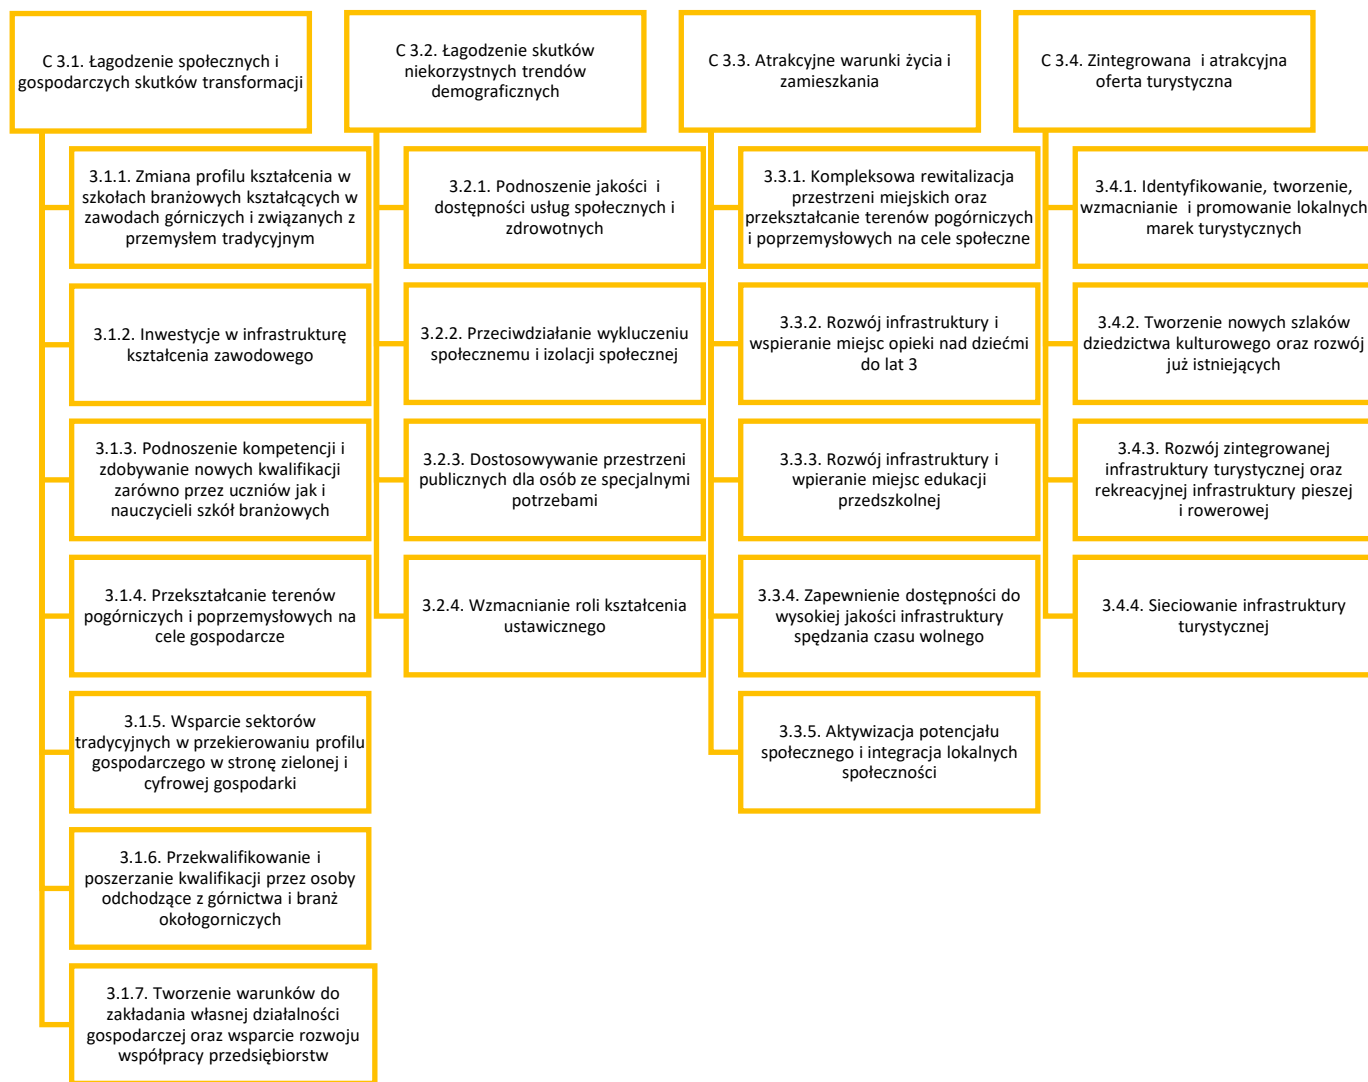 C 3.1. Łagodzenie społecznych i
gospodarczych skutków transformacji
3.1.1. Zmiana profilu kształcenia w
szkołach branżowych kształcących w
zawodach górniczych i związanych z
przemysłem tradycyjnym
3.1.2. Inwestycje w infrastrukturę
kształcenia zawodowego
3.1.3. Podnoszenie kompetencji i
zdobywanie nowych kwalifikacji
zarówno przez uczniów jak i
nauczycieli szkół branżowych
3.1.4. Przekształcanie terenów
pogórniczych i poprzemysłowych na
cele gospodarcze
3.1.5. Wsparcie sektorów
tradycyjnych w przekierowaniu profilu
gospodarczego w stronę zielonej i
cyfrowej gospodarki
3.1.6. Przekwalifikowanie i
poszerzanie kwalifikacji przez osoby
odchodzące z górnictwa i branż
okołogorniczych
3.1.7. Tworzenie warunków do
zakładania własnej działalności
gospodarczej oraz wsparcie rozwoju
współpracy przedsiębiorstw
C 3.2. Łagodzenie skutków
niekorzystnych trendów
demograficznych
3.2.1. Podnoszenie jakości i
dostępności usług społecznych i
zdrowotnych
3.2.2. Przeciwdziałanie wykluczeniu
społecznemu i izolacji społecznej
3.2.3. Dostosowywanie przestrzeni
publicznych dla osób ze specjalnymi
potrzebami
3.2.4. Wzmacnianie roli kształcenia
ustawicznego
C 3.3. Atrakcyjne warunki życia i
zamieszkania
3.3.1. Kompleksowa rewitalizacja
przestrzeni miejskich oraz
przekształcanie terenów pogórniczych
i poprzemysłowych na cele społeczne
3.3.2. Rozwój infrastruktury i
wspieranie miejsc opieki nad dziećmi
do lat 3
3.3.3. Rozwój infrastruktury i
wpieranie miejsc edukacji
przedszkolnej
3.3.4. Zapewnienie dostępności do
wysokiej jakości infrastruktury
spędzania czasu wolnego
3.3.5. Aktywizacja potencjału
społecznego i integracja lokalnych
społeczności
C 3.4. Zintegrowana i atrakcyjna
oferta turystyczna
3.4.1. Identyfikowanie, tworzenie,
wzmacnianie i promowanie lokalnych
marek turystycznych
3.4.2. Tworzenie nowych szlaków
dziedzictwa kulturowego oraz rozwój
już istniejących
3.4.3. Rozwój zintegrowanej
infrastruktury turystycznej oraz
rekreacyjnej infrastruktury pieszej
i rowerowej
3.4.4. Sieciowanie infrastruktury
turystycznej